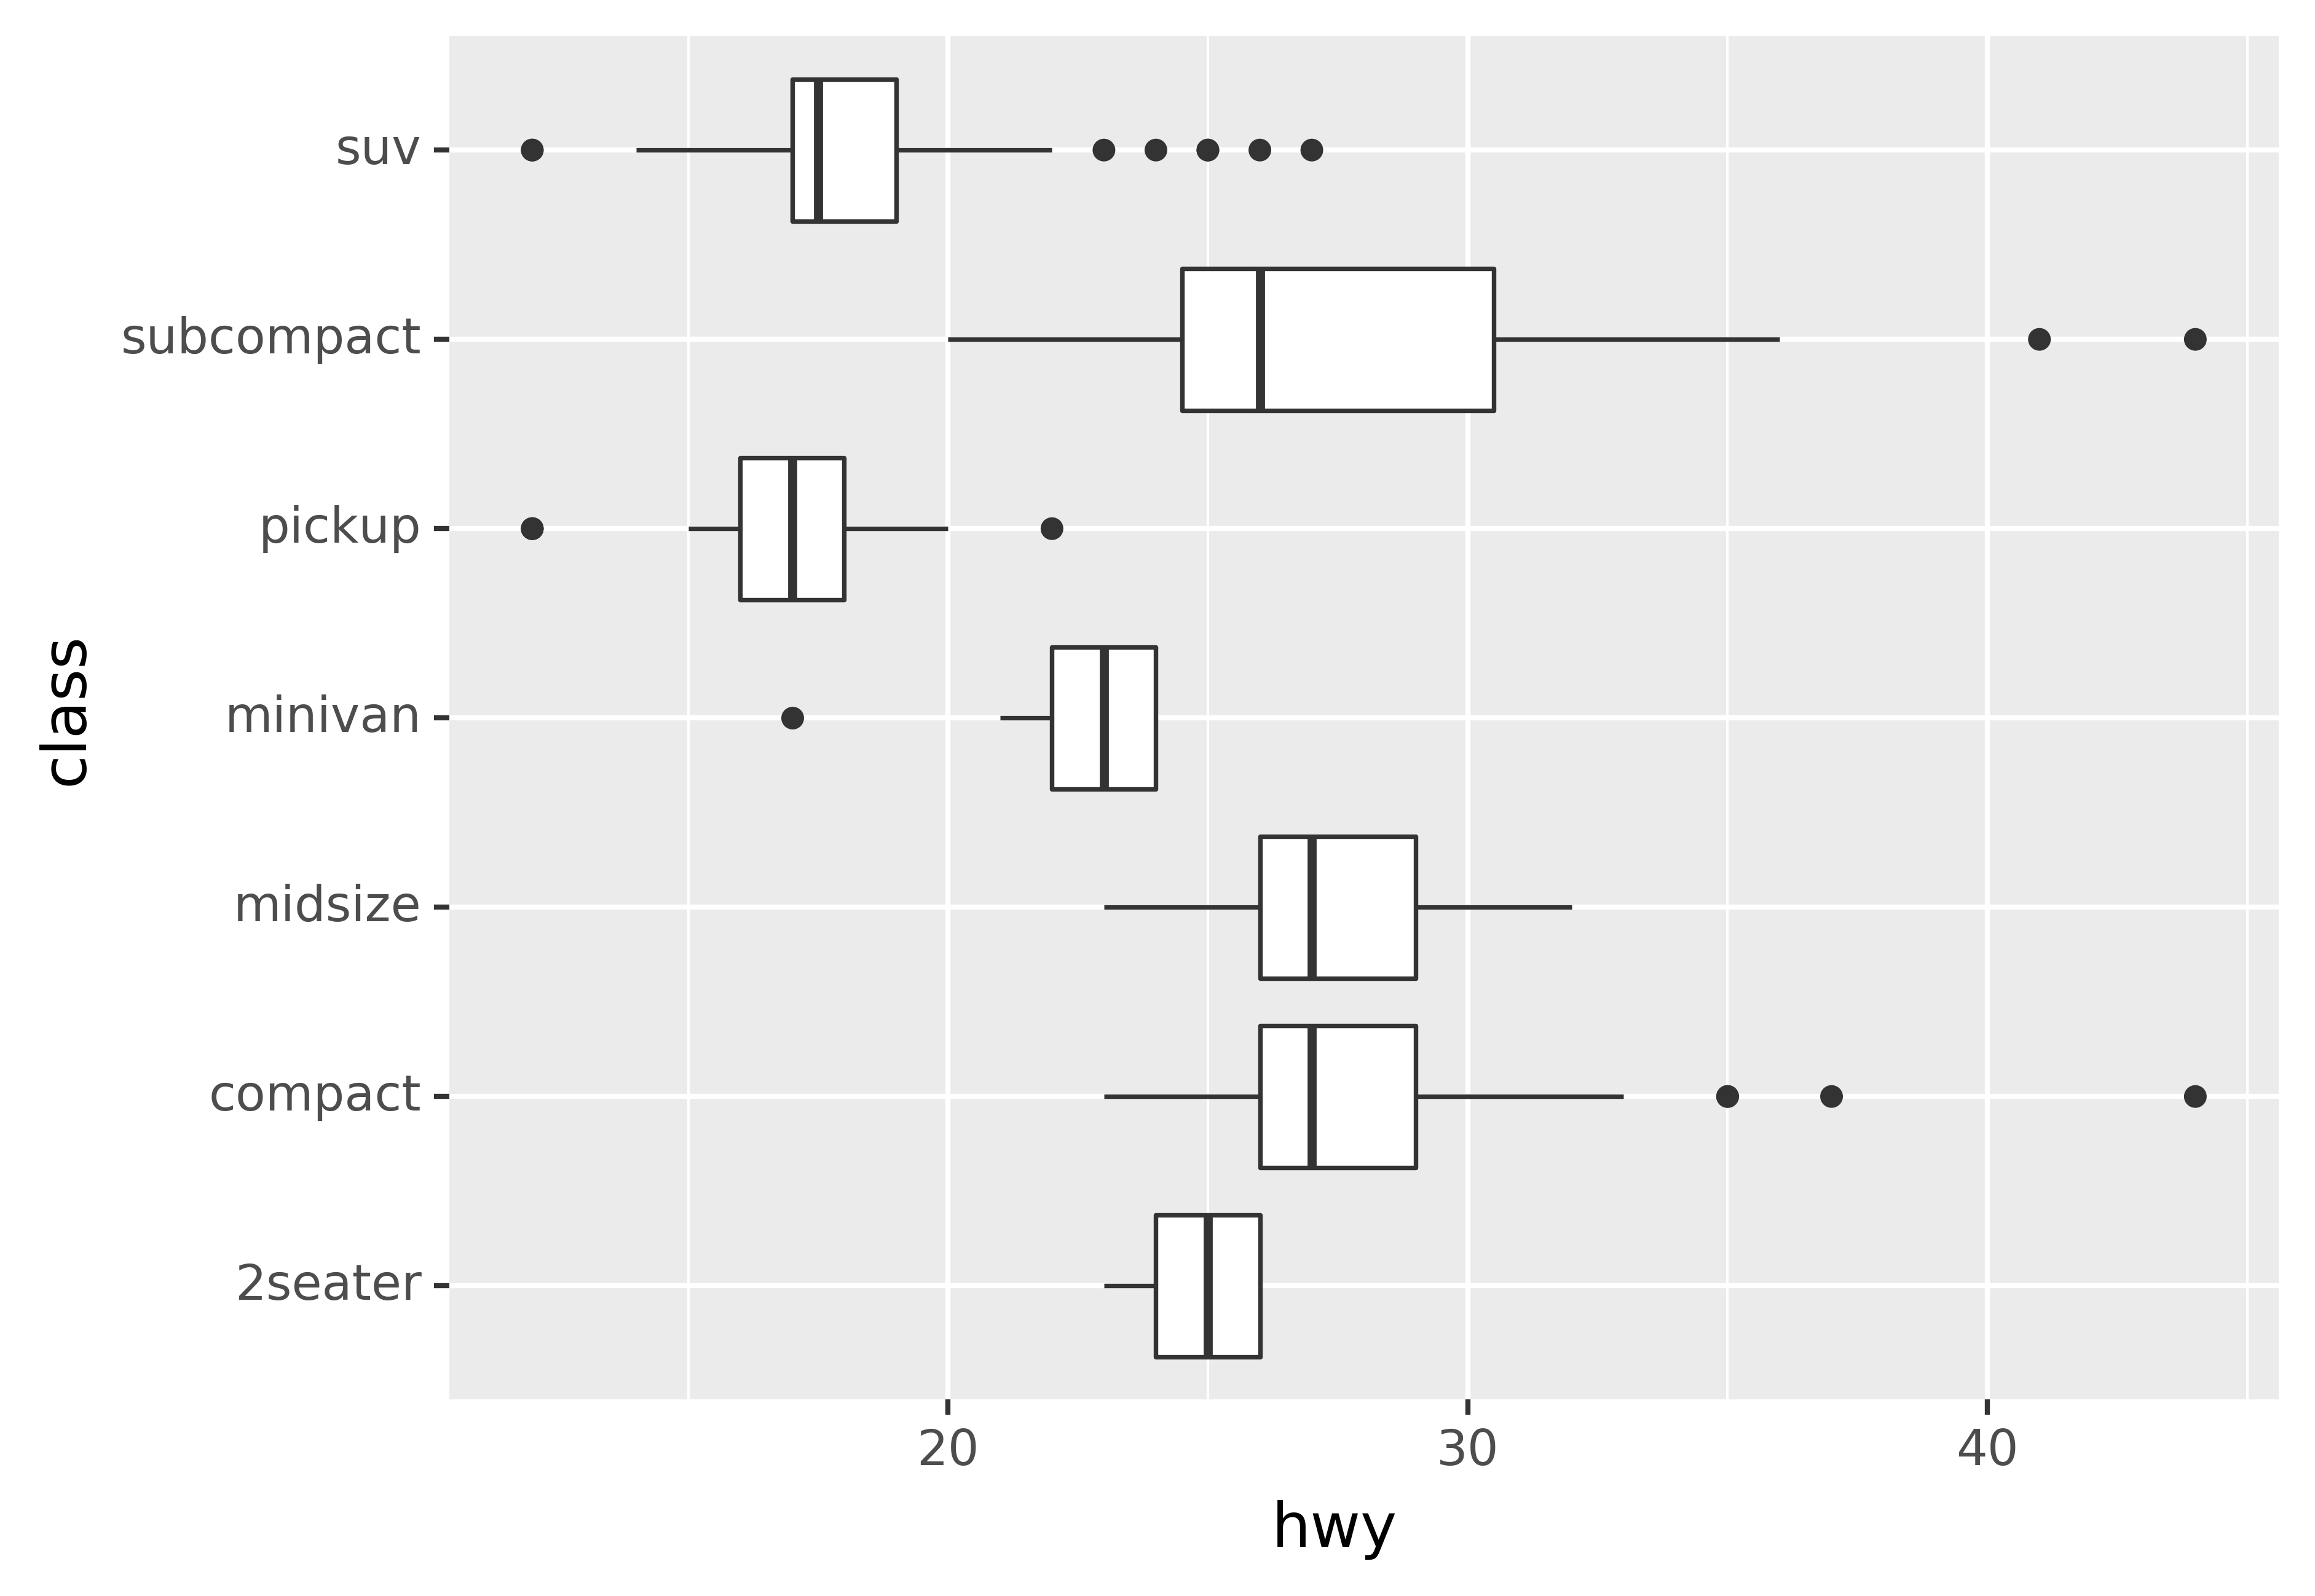 class
suv
subcompact
pickup
minivan
midsize
compact
2seater
20 30 40
hwy